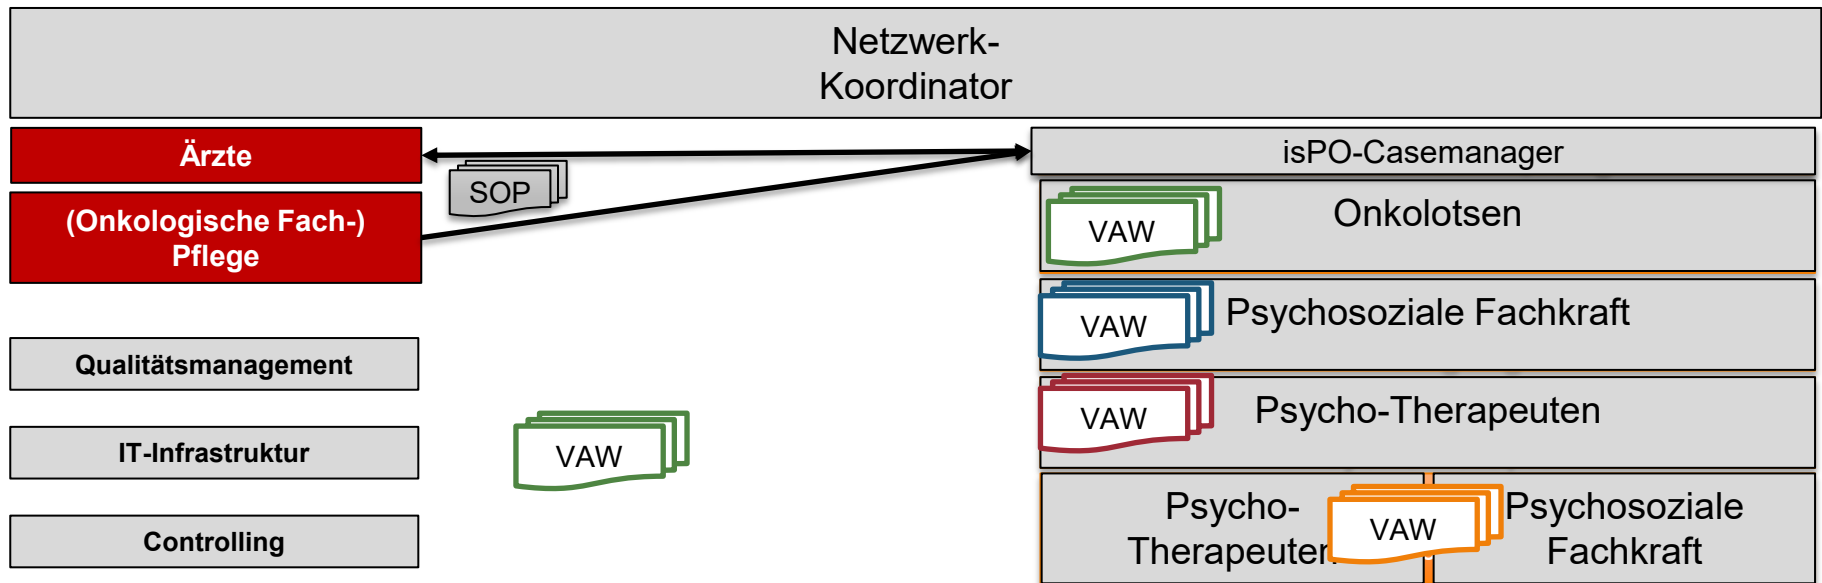 Netzwerk-
Koordinator
Ärzte
isPO-Casemanager
SOP
(Onkologische Fach-)
Pflege
VAW
Onkolotsen
VAW
Psychosoziale Fachkraft
Qualitätsmanagement
VAW
Psycho-Therapeuten
IT-Infrastruktur
VAW
Controlling
Psycho-
Therapeuten
VAW
Psychosoziale
Fachkraft